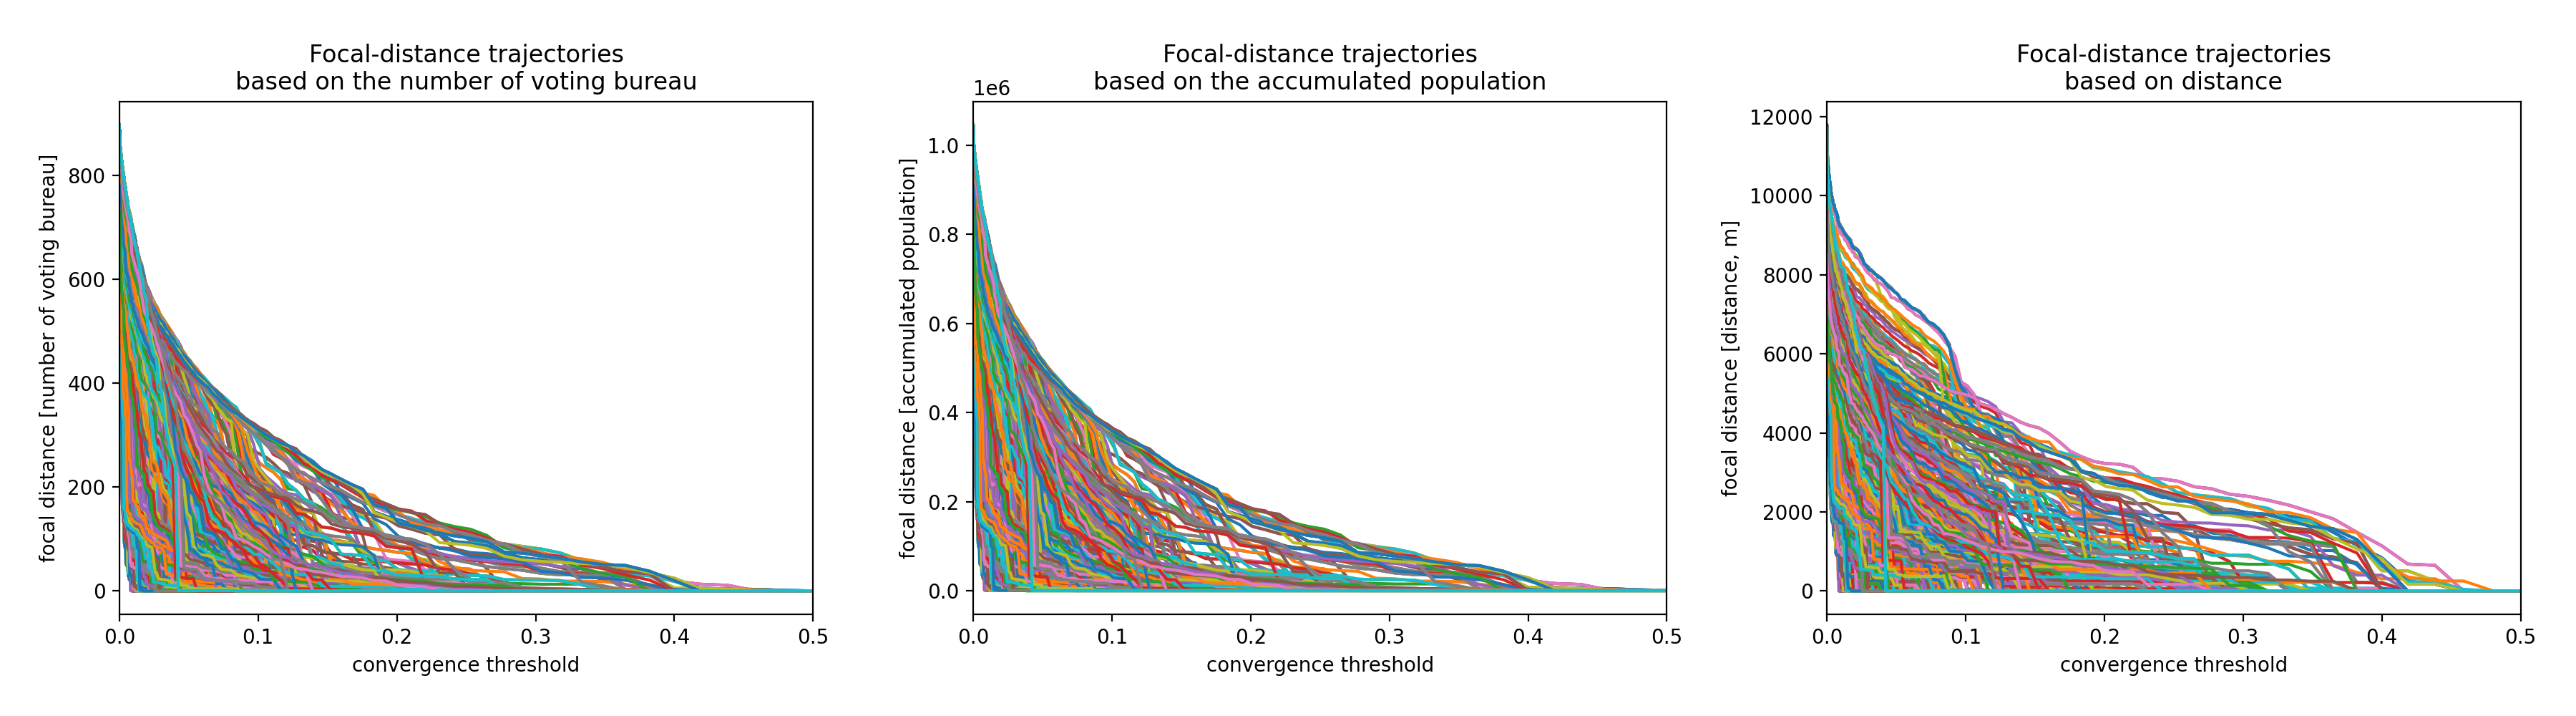 Focal-distance trajectories
based on the number of voting bureau
focal distance [number of voting bureau]
800
600
400
200
0
0.0 0.1 0.2 0.3 0.4 0.5
convergence threshold
Focal-distance trajectories
based on the accumulated population
1e6
focal distance [accumulated population]
1.0
0.8
0.6
0.4
0.2
0.0
0.0 0.1 0.2 0.3 0.4 0.5
convergence threshold
Focal-distance trajectories
based on distance
focal distance [distance, m]
12000
10000
8000
6000
4000
2000
0
0.0 0.1 0.2 0.3 0.4 0.5
convergence threshold